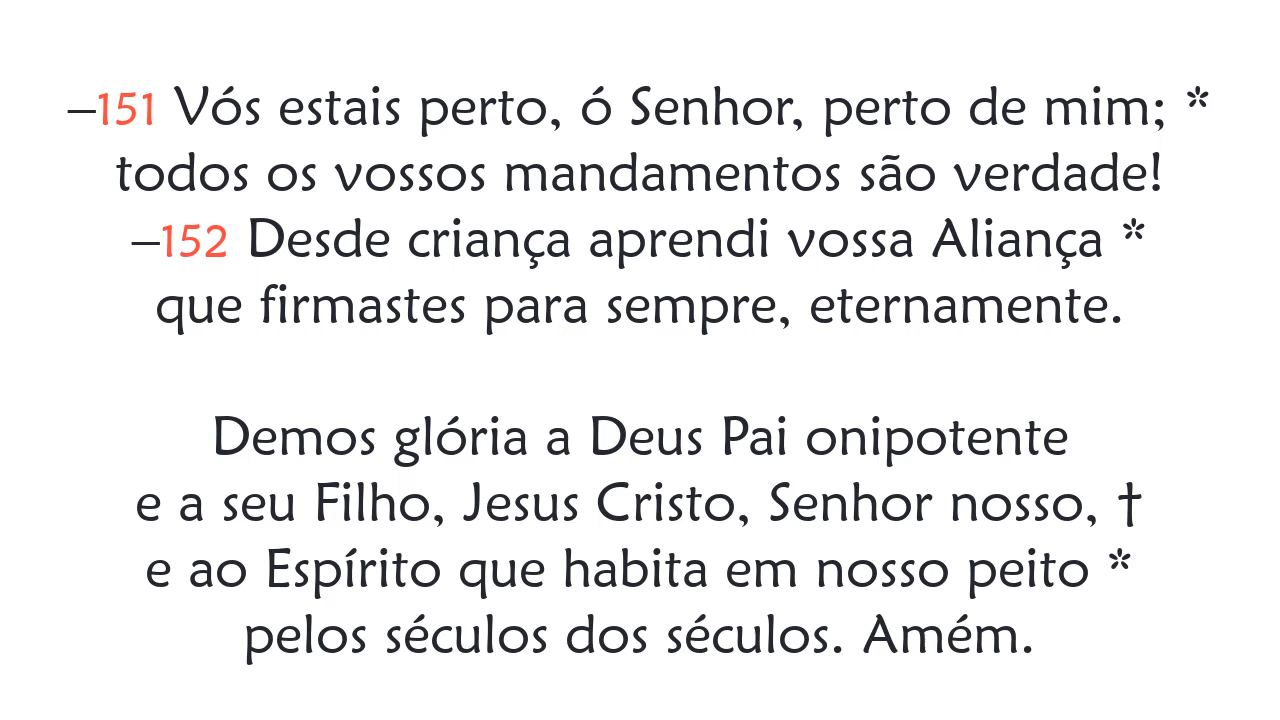 –151 Vós estais perto, ó Senhor, perto de mim; *
todos os vossos mandamentos são verdade!
–152 Desde criança aprendi vossa Aliança *
que firmastes para sempre, eternamente.
Demos glória a Deus Pai onipotente
e a seu Filho, Jesus Cristo, Senhor nosso, †
e ao Espírito que habita em nosso peito *
pelos séculos dos séculos. Amém.